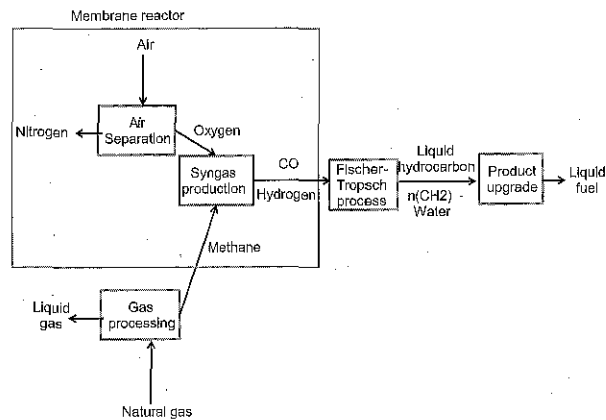 Membrane reactor
Air
Nitrogen
Air
Separation
Oxygen
Syngas
production
CO
Hydrogen
Fischer-
Tropsch
process
Liquid
hydrocarbon
n(CH2)
Water
Product
upgrade
Liquid
fuel
Methane
Liquid
gas
Gas
processing
Natural gas